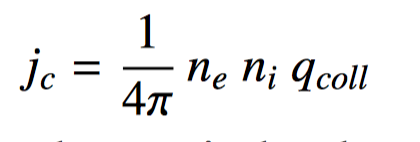 j_c = \frac{1}{4\pi} n_e n_i q_{coll}